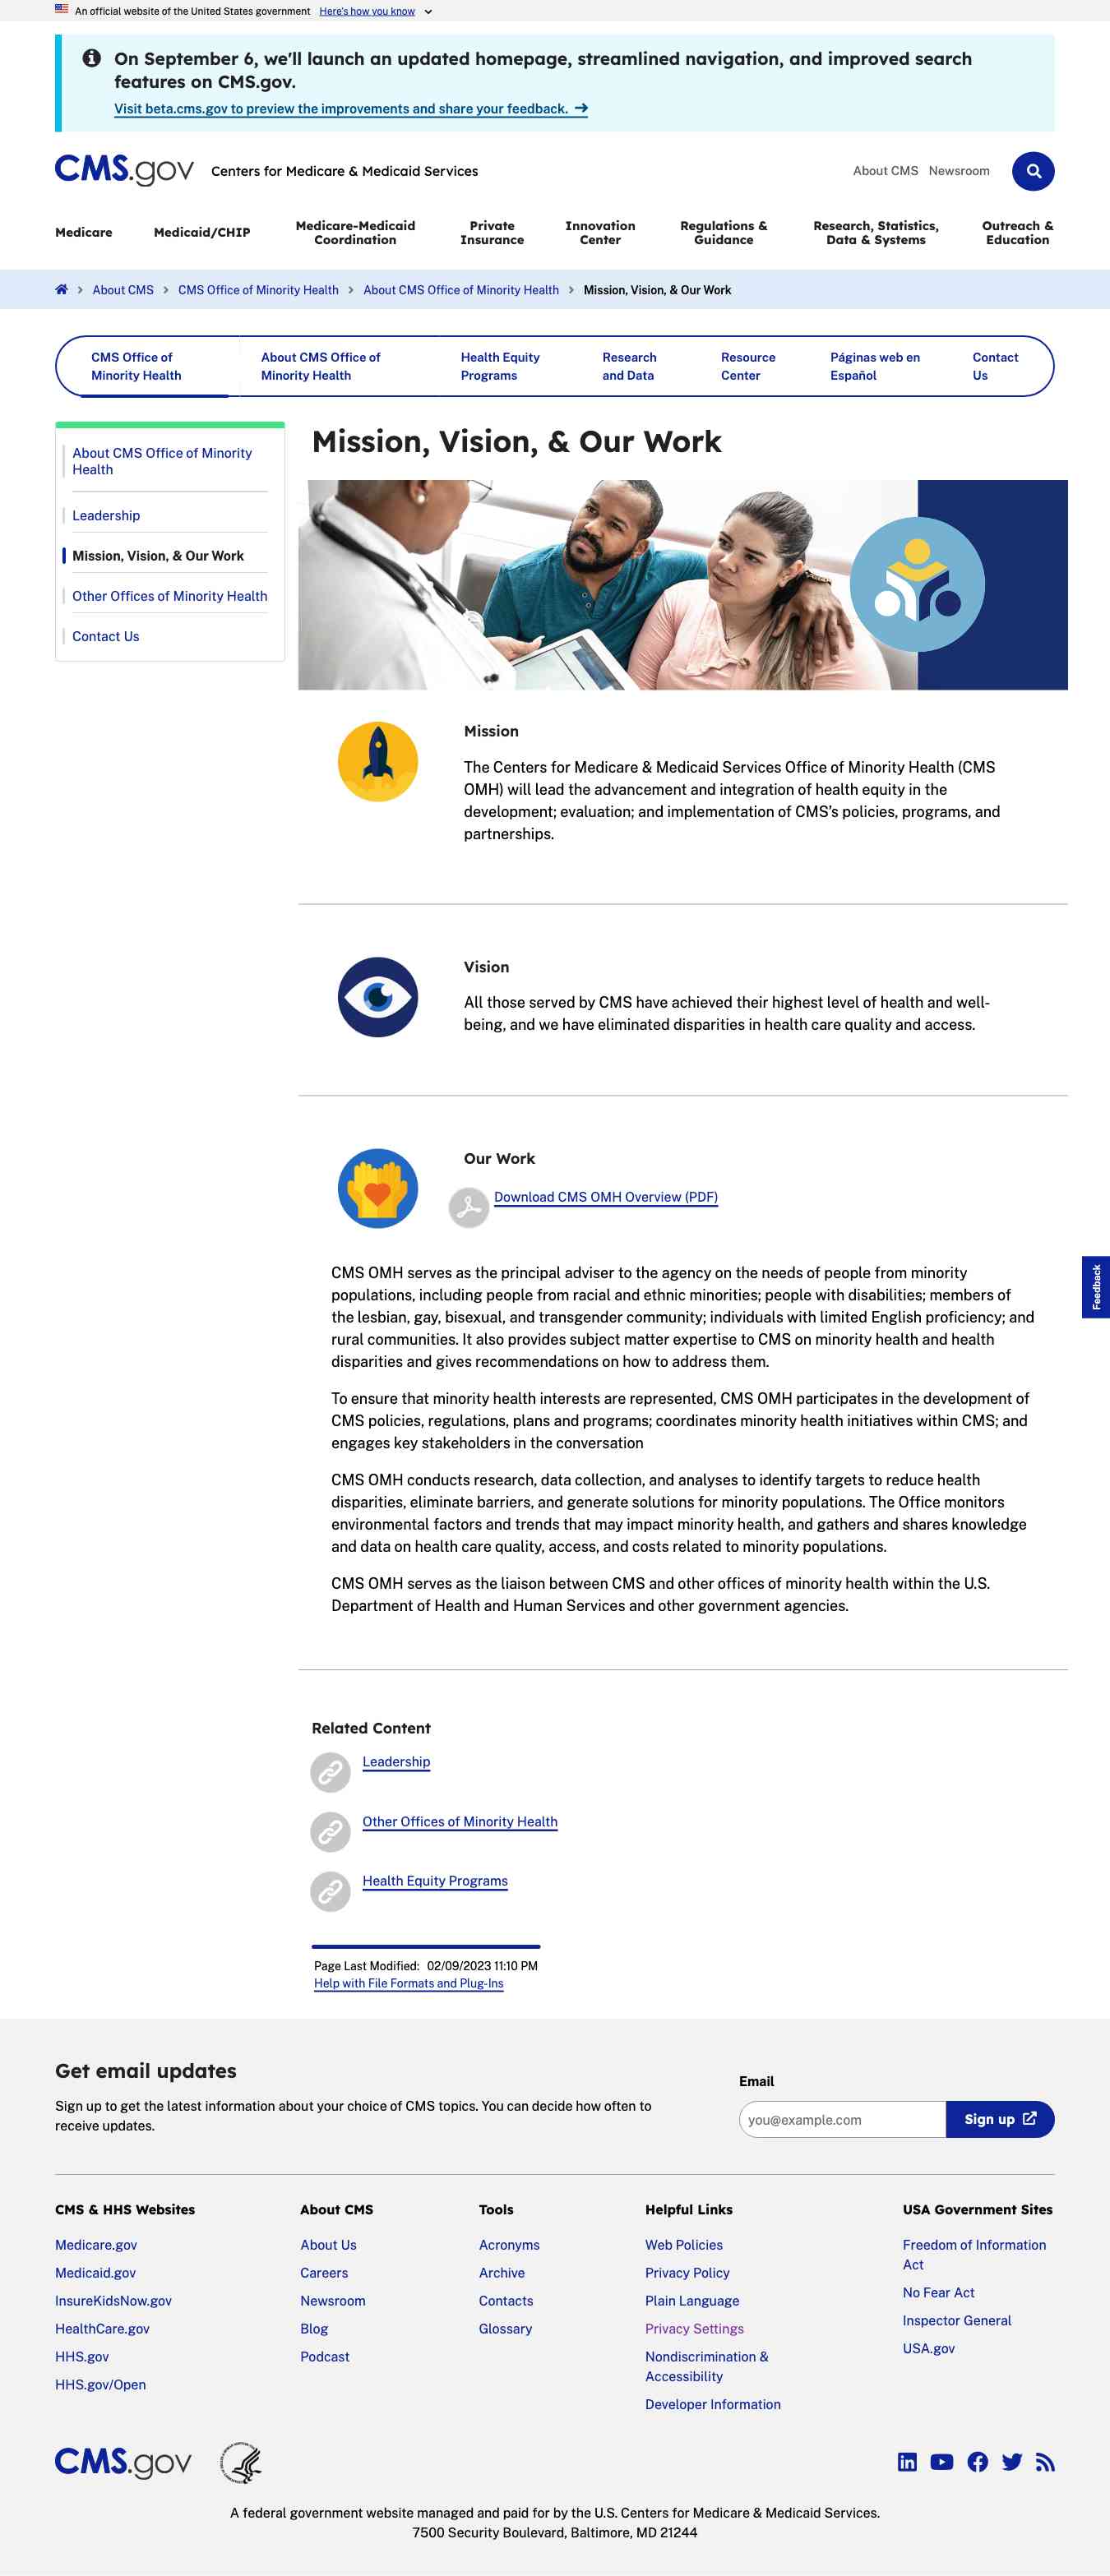 An official website of the United States government Here's how you know
On September 6, we'll launch an updated homepage, streamlined navigation, and improved search
features on CMS.gov.
Visit beta.cms.gov to preview the improvements and share your feedback.
CMS.gov Centers for Medicare & Medicaid Services
About CMS Newsroom
Medicare
Medicaid/CHIP
Medicare-Medicaid
Coordination
Private
Insurance
Innovation
Center
Regulations &
Guidance
Research, Statistics,
Data & Systems
Outreach &
Education
About CMS > CMS Office of Minority Health > About CMS Office of Minority Health > Mission, Vision, & Our Work
CMS Office of
Minority Health
About CMS Office of
Minority Health
Health Equity
Programs
Research
and Data
Resource
Center
Páginas web en
Español
Contact
Us
About CMS Office of Minority
Health
Leadership
Mission, Vision, & Our Work
Other Offices of Minority Health
Contact Us
Mission, Vision, & Our Work
Mission
The Centers for Medicare & Medicaid Services Office of Minority Health (CMS
OMH) will lead the advancement and integration of health equity in the
development; evaluation; and implementation of CMS's policies, programs, and
partnerships.
Vision
All those served by CMS have achieved their highest level of health and well-
being, and we have eliminated disparities in health care quality and access.
Our Work
Download CMS OMH Overview (PDF)
CMS OMH serves as the principal adviser to the agency on the needs of people from minority
populations, including people from racial and ethnic minorities; people with disabilities; members of
the lesbian, gay, bisexual, and transgender community; individuals with limited English proficiency; and
rural communities. It also provides subject matter expertise to CMS on minority health and health
disparities and gives recommendations on how to address them.
To ensure that minority health interests are represented, CMS OMH participates in the development of
CMS policies, regulations, plans and programs; coordinates minority health initiatives within CMS; and
engages key stakeholders in the conversation
CMS OMH conducts research, data collection, and analyses to identify targets to reduce health
disparities, eliminate barriers, and generate solutions for minority populations. The Office monitors
environmental factors and trends that may impact minority health, and gathers and shares knowledge
and data on health care quality, access, and costs related to minority populations.
CMS OMH serves as the liaison between CMS and other offices of minority health within the U.S.
Department of Health and Human Services and other government agencies.
Feedback
Related Content
Leadership
Other Offices of Minority Health
Health Equity Programs
Page Last Modified: 02/09/2023 11:10 PM
Help with File Formats and Plug-Ins
Get email updates
Sign up to get the latest information about your choice of CMS topics. You can decide how often to
receive updates.
Email
you@example.com
Sign up
CMS & HHS Websites
Medicare.gov
Medicaid.gov
InsureKidsNow.gov
HealthCare.gov
HHS.gov
HHS.gov/Open
About CMS
About Us
Careers
Newsroom
Blog
Podcast
Tools
Acronyms
Archive
Contacts
Glossary
Helpful Links
Web Policies
Privacy Policy
Plain Language
Privacy Settings
Nondiscrimination &
Accessibility
Developer Information
USA Government Sites
Freedom of Information
Act
No Fear Act
Inspector General
USA.gov
CMS.gov
A federal government website managed and paid for by the U.S. Centers for Medicare & Medicaid Services.
7500 Security Boulevard, Baltimore, MD 21244